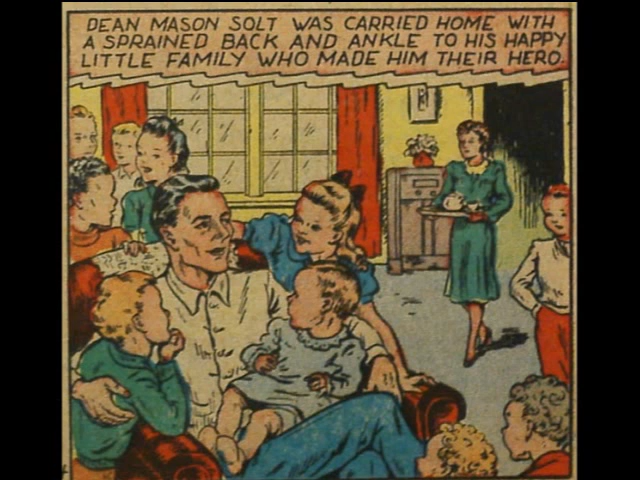 DEAN MASON SOLT WAS CARRIED HOME WITH
A SPRAINED BACK AND ANKLE TO HIS HAPPY
LITTLE FAMILY WHO MADE HIM THEIR HERO.